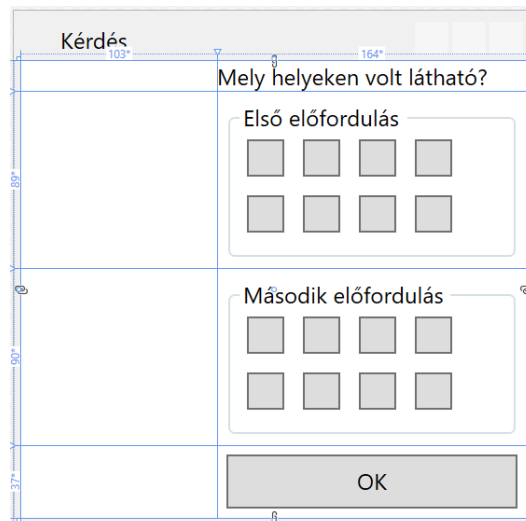 Kérdés
103*
164*
Mely helyeken volt látható?
89*
Első előfordulás
90*
Második előfordulás
37*
OK